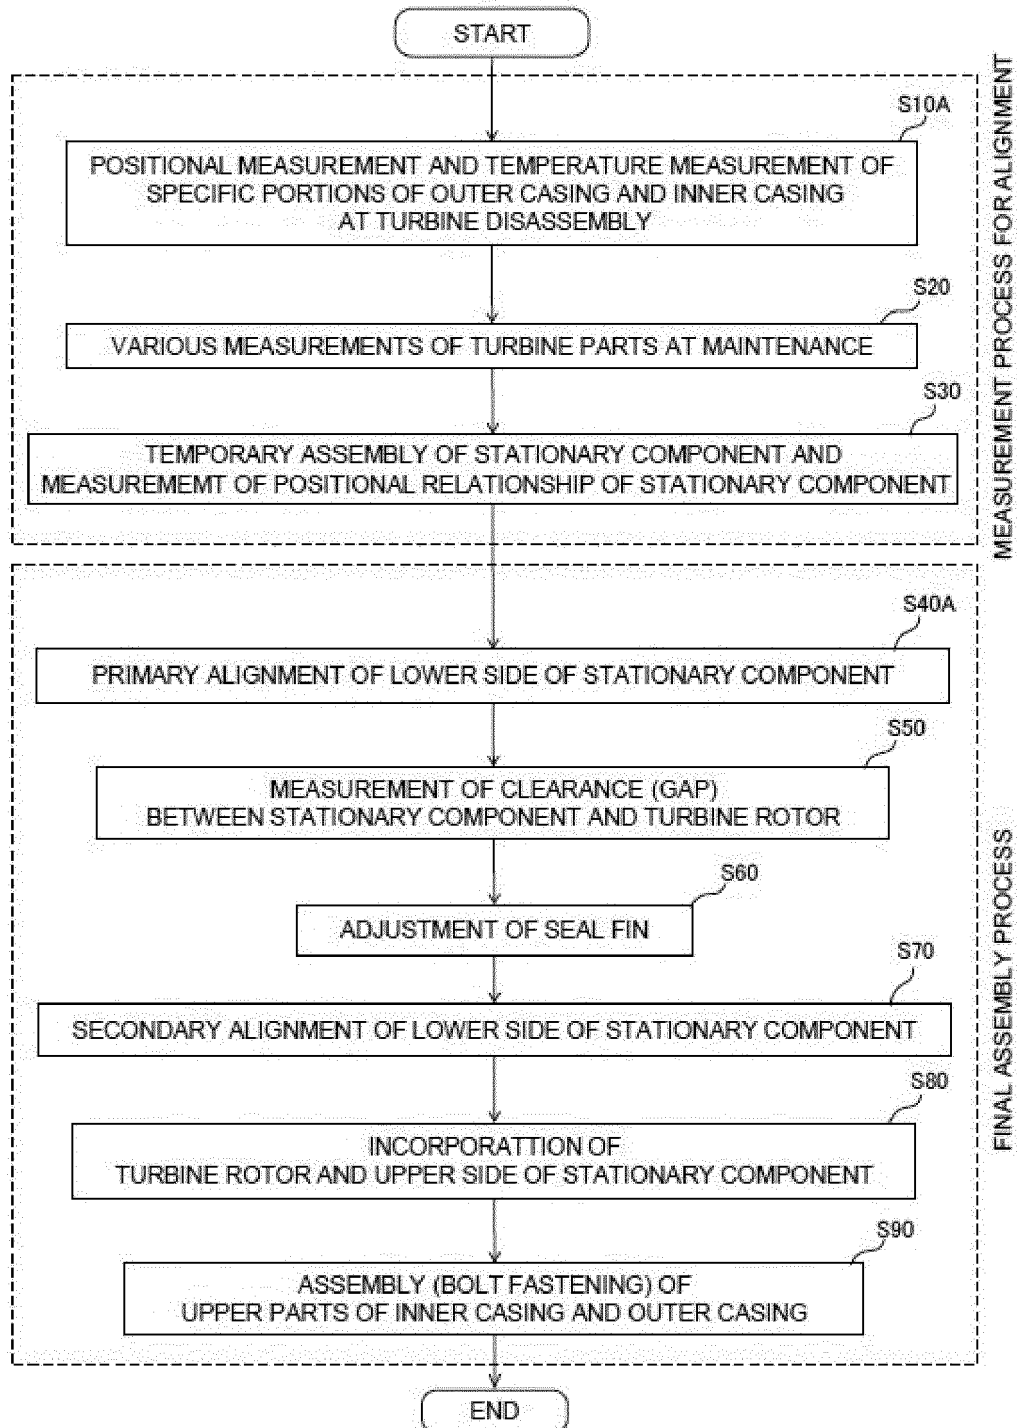 START
MEASUREMENT PROCESS FOR ALIGNMENT
S10A
POSITIONAL MEASUREMENT AND TEMPERATURE MEASUREMENT OF
SPECIFIC PORTIONS OF OUTER CASING AND INNER CASING
AT TURBINE DISASSEMBLY
S20
VARIOUS MEASUREMENTS OF TURBINE PARTS AT MAINTENANCE
S30
TEMPORARY ASSEMBLY OF STATIONARY COMPONENT AND
MEASUREMEMT OF POSITIONAL RELATIONSHIP OF STATIONARY COMPONENT
FINAL ASSEMBLY PROCESS
S40A
PRIMARY ALIGNMENT OF LOWER SIDE OF STATIONARY COMPONENT
S50
MEASUREMENT OF CLEARANCE (GAP)
BETWEEN STATIONARY COMPONENT AND TURBINE ROTOR
S60
ADJUSTMENT OF SEAL FIN
S70
SECONDARY ALIGNMENT OF LOWER SIDE OF STATIONARY COMPONENT
S80
INCORPORATTION OF
TURBINE ROTOR AND UPPER SIDE OF STATIONARY COMPONENT
S90
ASSEMBLY (BOLT FASTENING) OF
UPPER PARTS OF INNER CASING AND OUTER CASING
END